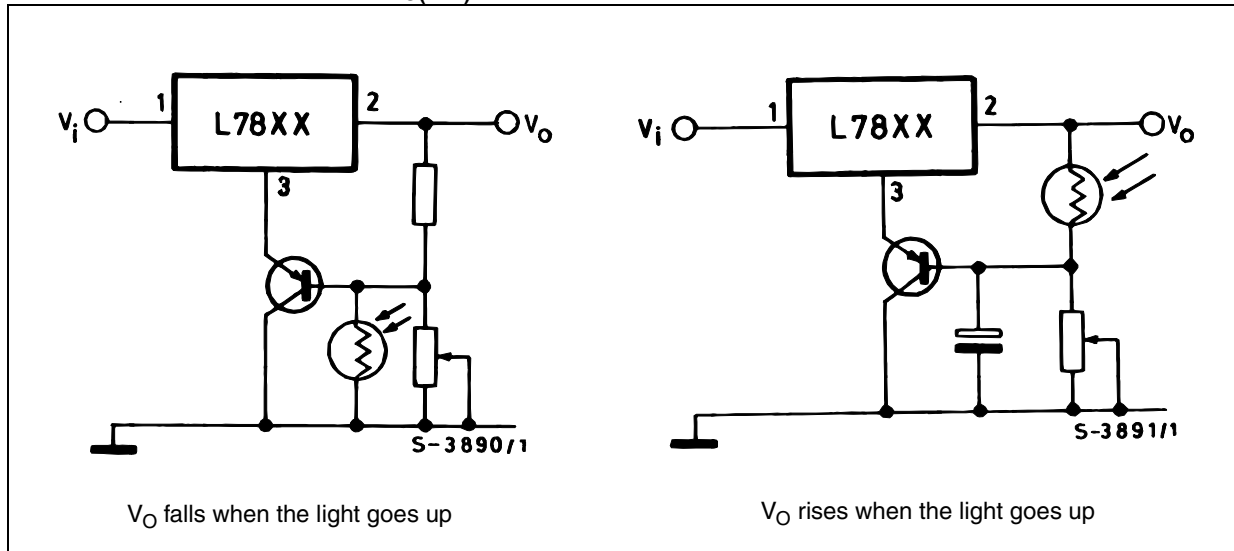 1
L78XX
2
Vi
Vo
3
S-3890/1
VO falls when the light goes up
1
L78XX
2
Vi
Vo
3
S-3891/1
VO rises when the light goes up